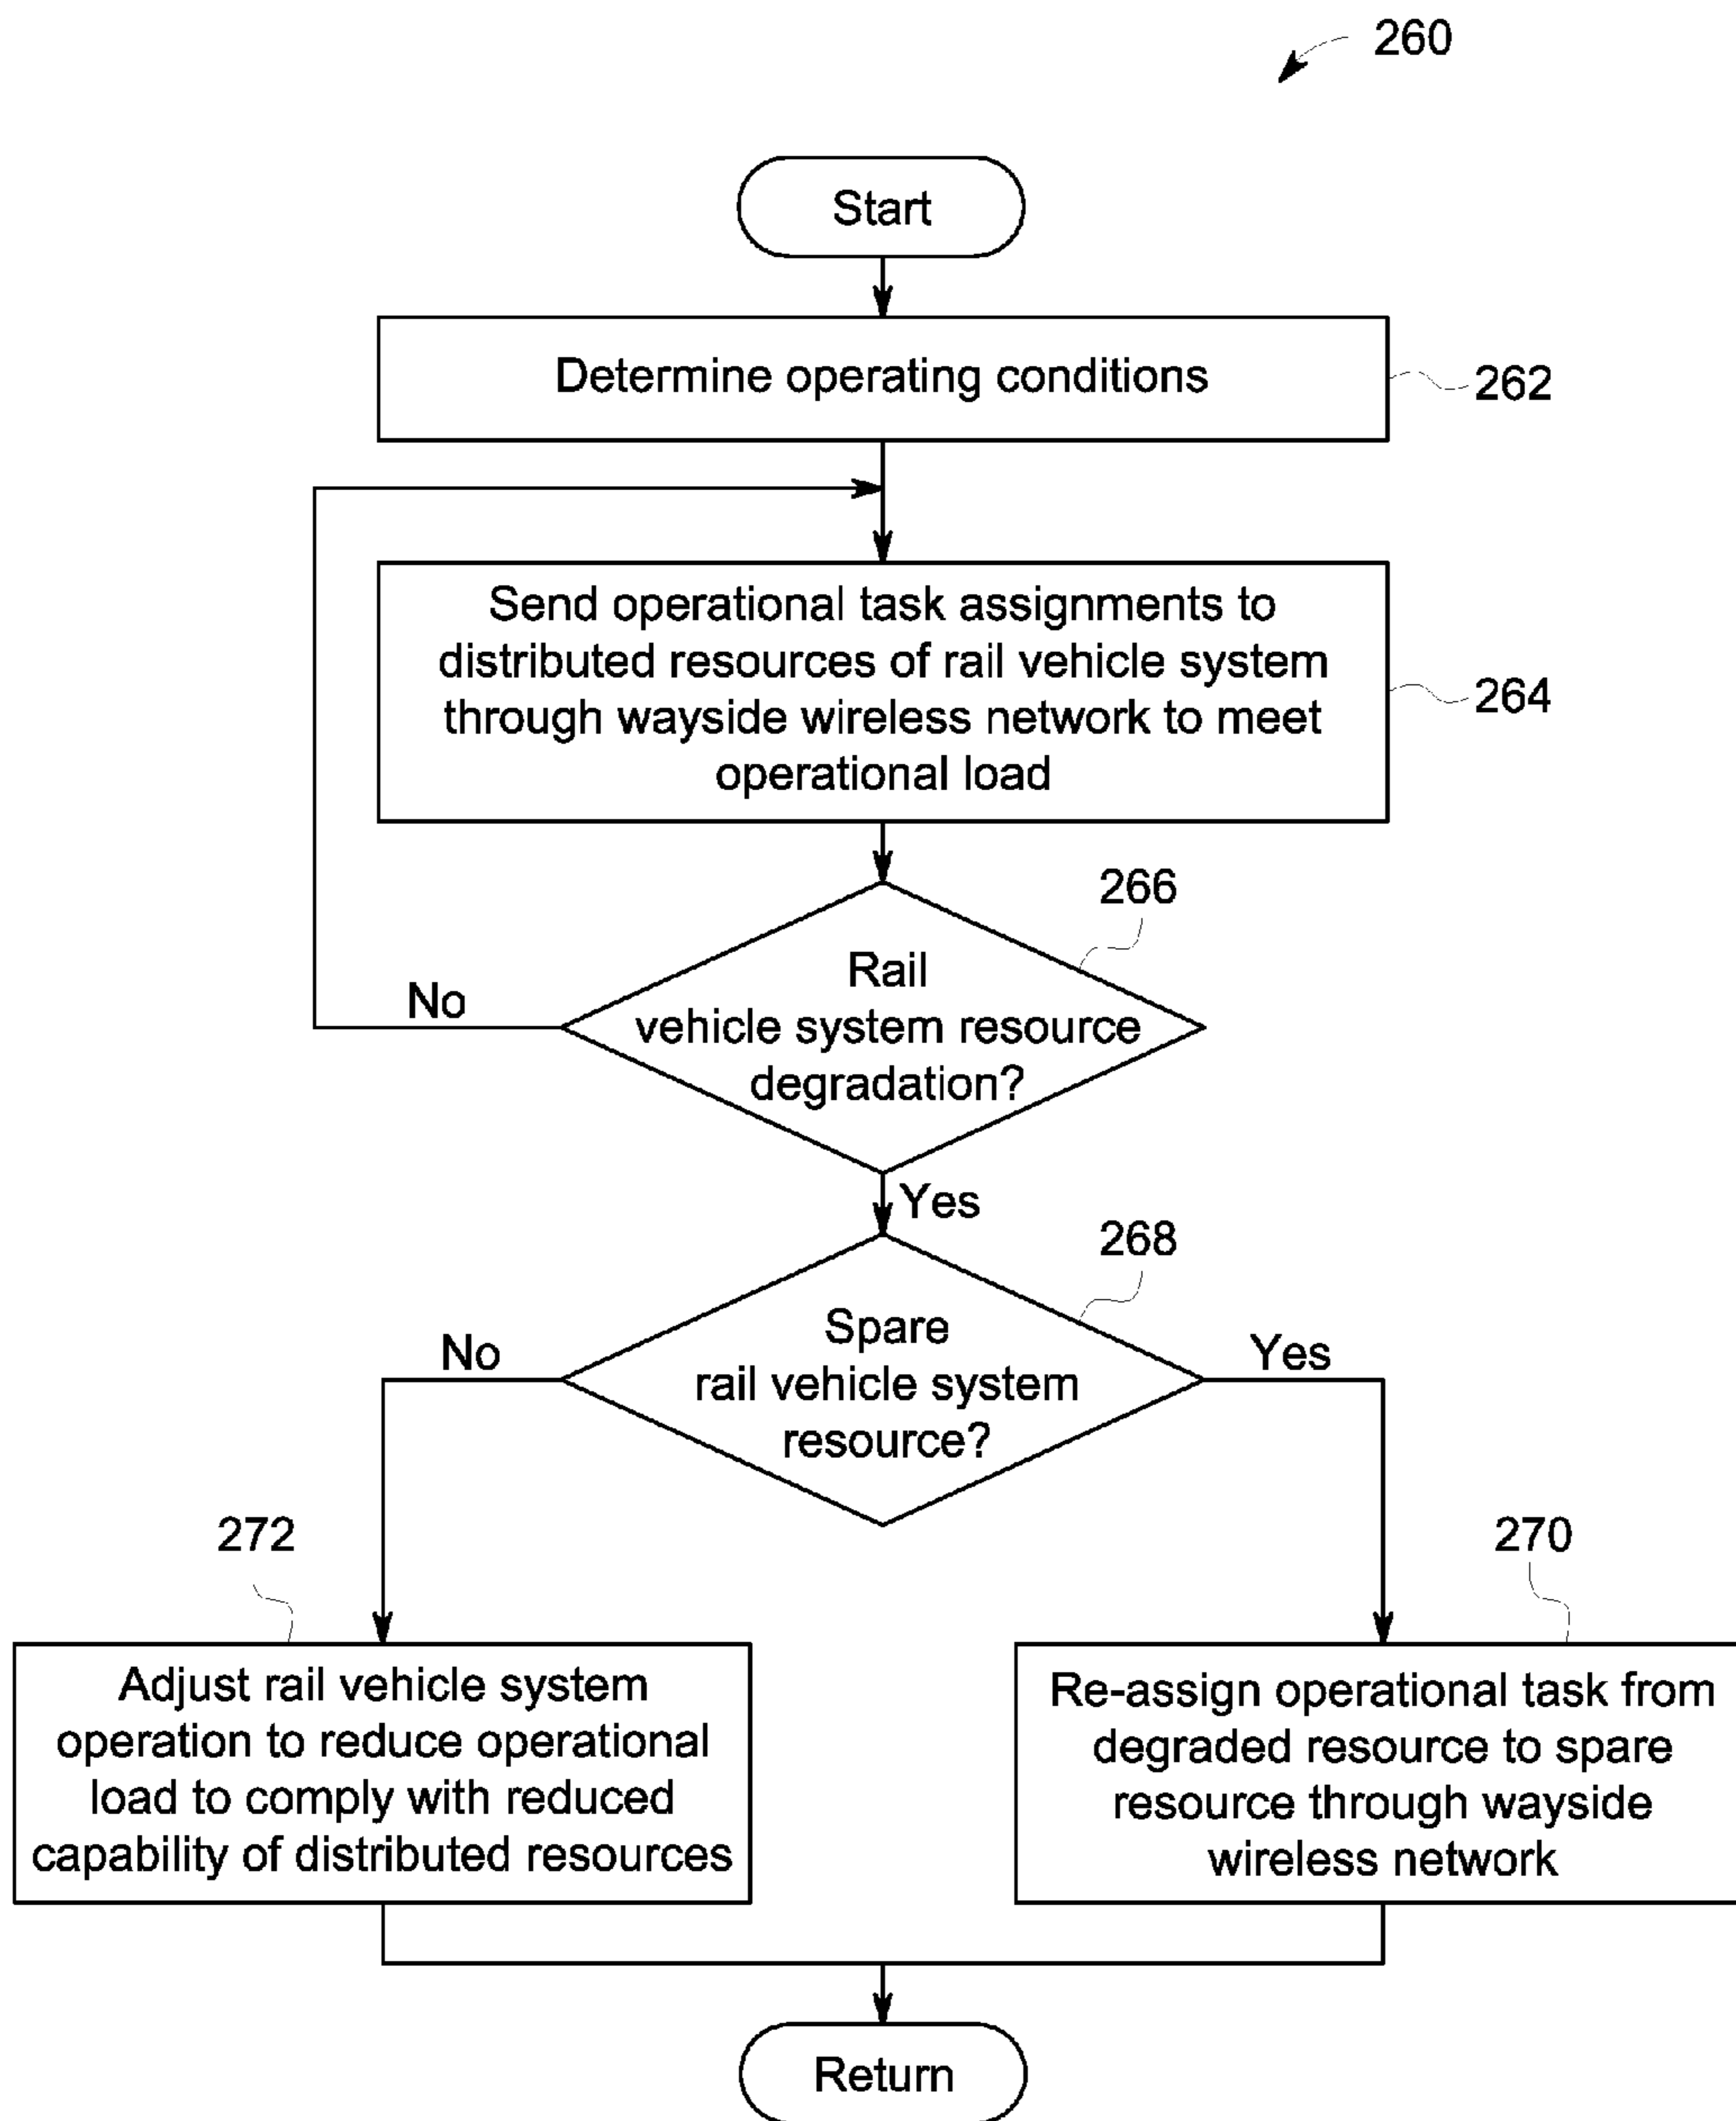 260
Start
Determine operating conditions
262
Send operational task assignments to
distributed resources of rail vehicle system
through wayside wireless network to meet
operational load
264
266
Rail
vehicle system resource
degradation?
No
Yes
268
Spare
rail vehicle system
resource?
No
Yes
272
270
Adjust rail vehicle system
operation to reduce operational
load to comply with reduced
capability of distributed resources
Re-assign operational task from
degraded resource to spare
resource through wayside
wireless network
Return